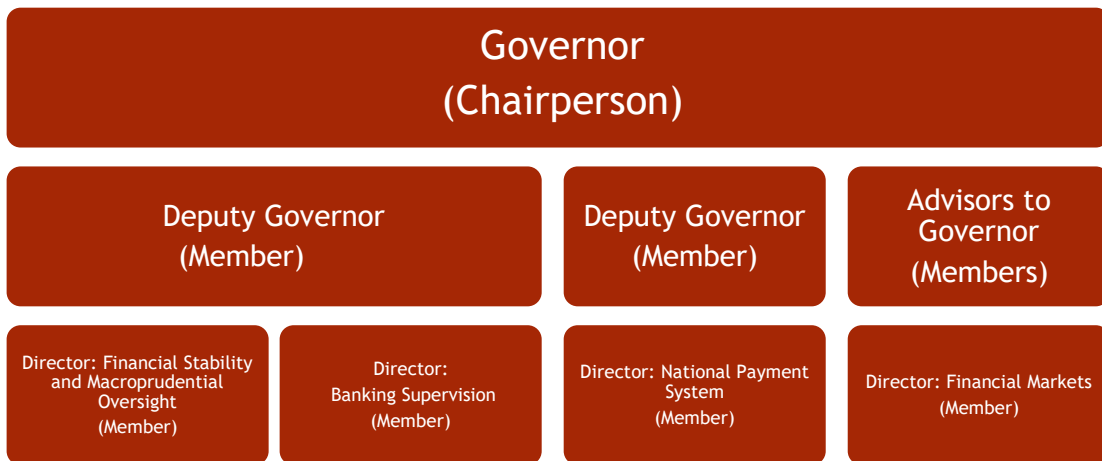 Governor
(Chairperson)
Deputy Governor
(Member)
Deputy Governor
(Member)
Advisors to
Governor
(Members)
Director: Financial Stability
and Macroprudential
Oversight
(Member)
Director:
Banking Supervision
(Member)
Director: National Payment
System
(Member)
Director: Financial Markets
(Member)